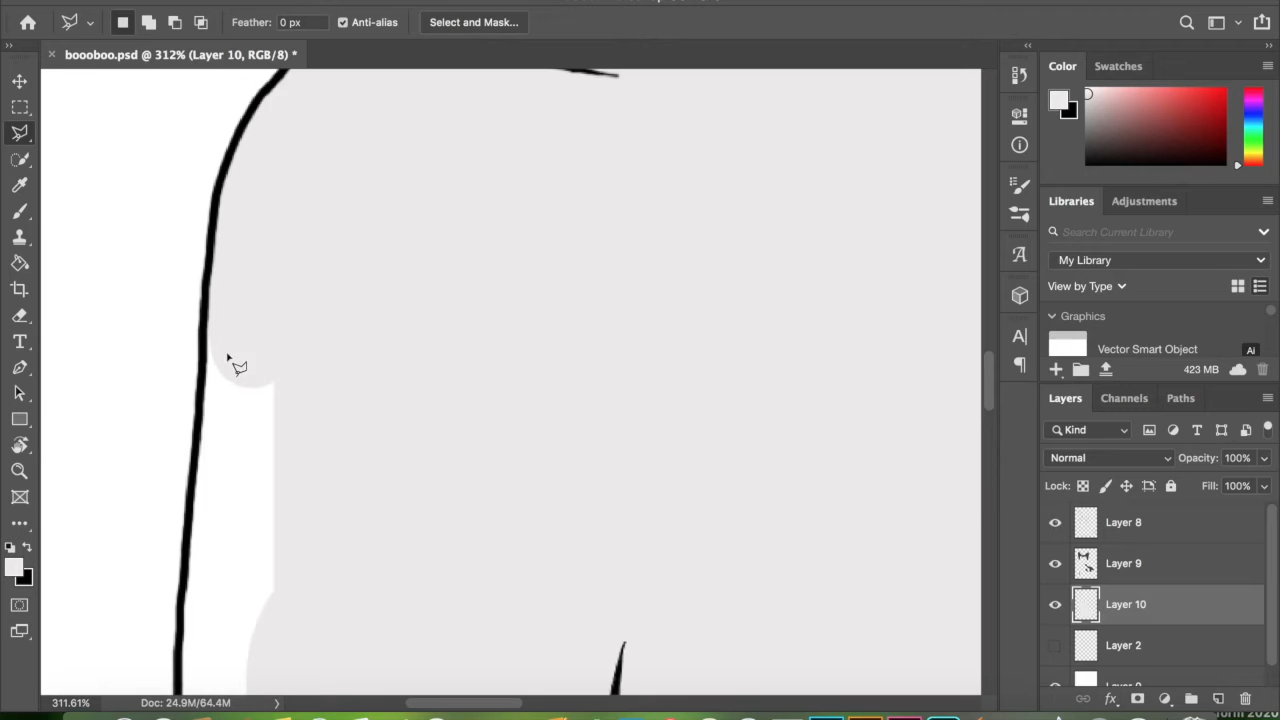 Feather: 0 px Anti-alias Select and Mask...
boooboo.psd @ 312% (Layer 10, RGB/8) *
Color Swatches
Libraries Adjustments
Search Current Library
My Library
View by Type
Graphics
Vector Smart Object Ai
423 MB
Layers Channels Paths
Kind
Normal Opacity: 100%
Lock: Fill: 100%
Layer 8
Layer 9
Layer 10
Layer 2
311.61% Doc: 24.9M/64.4M